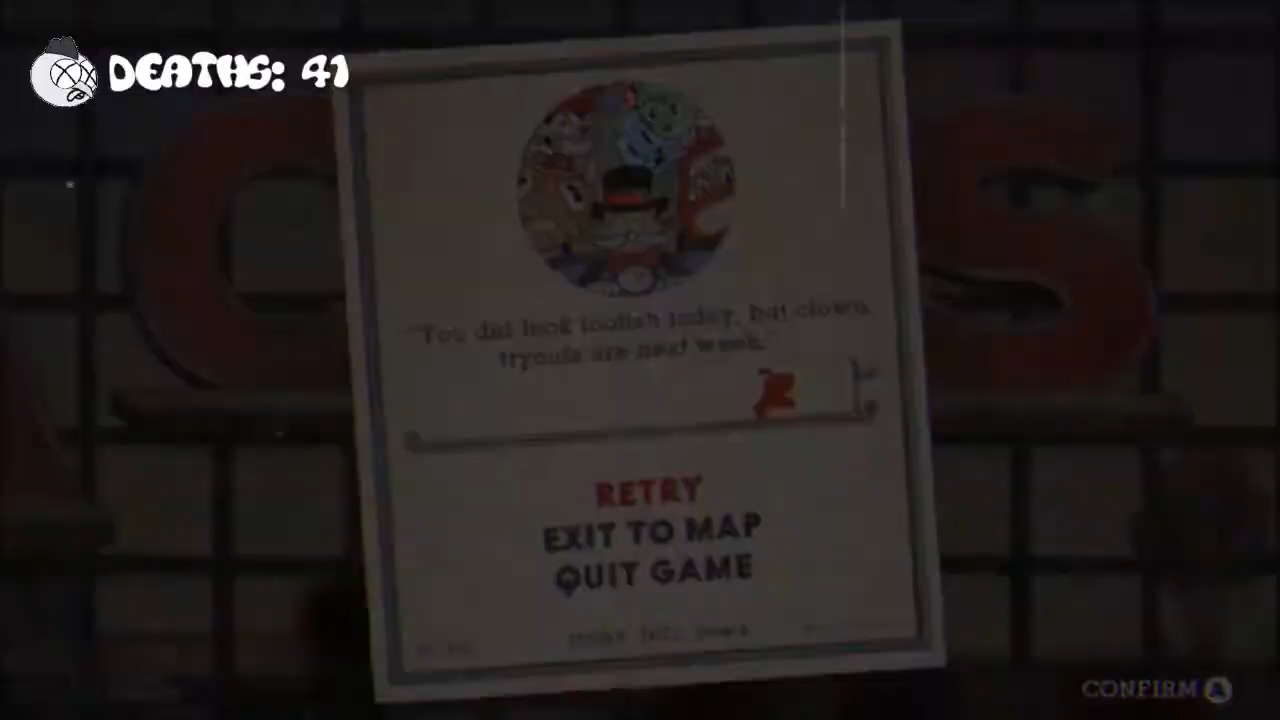 DEATHS: 41
"You did look foolish today, but clown
tryouts are next week."
RETRY
EXIT TO MAP
QUIT GAME
CONFIRM A